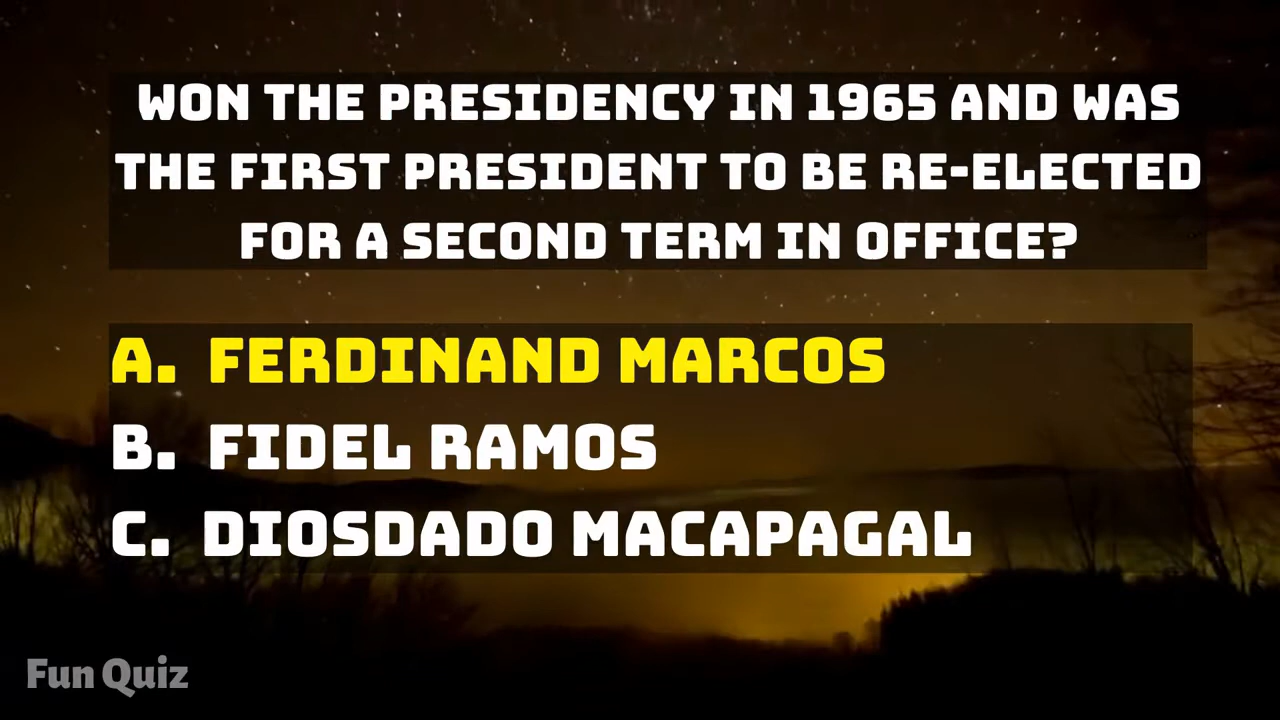 WON THE PRESIDENCY IN 1965 AND WAS
THE FIRST PRESIDENT TO BE RE-ELECTED
FOR A SECOND TERM IN OFFICE?
A. FERDINAND MARCOS
B. FIDEL RAMOS
C. DIOSDADO MACAPAGAL
Fun Quiz